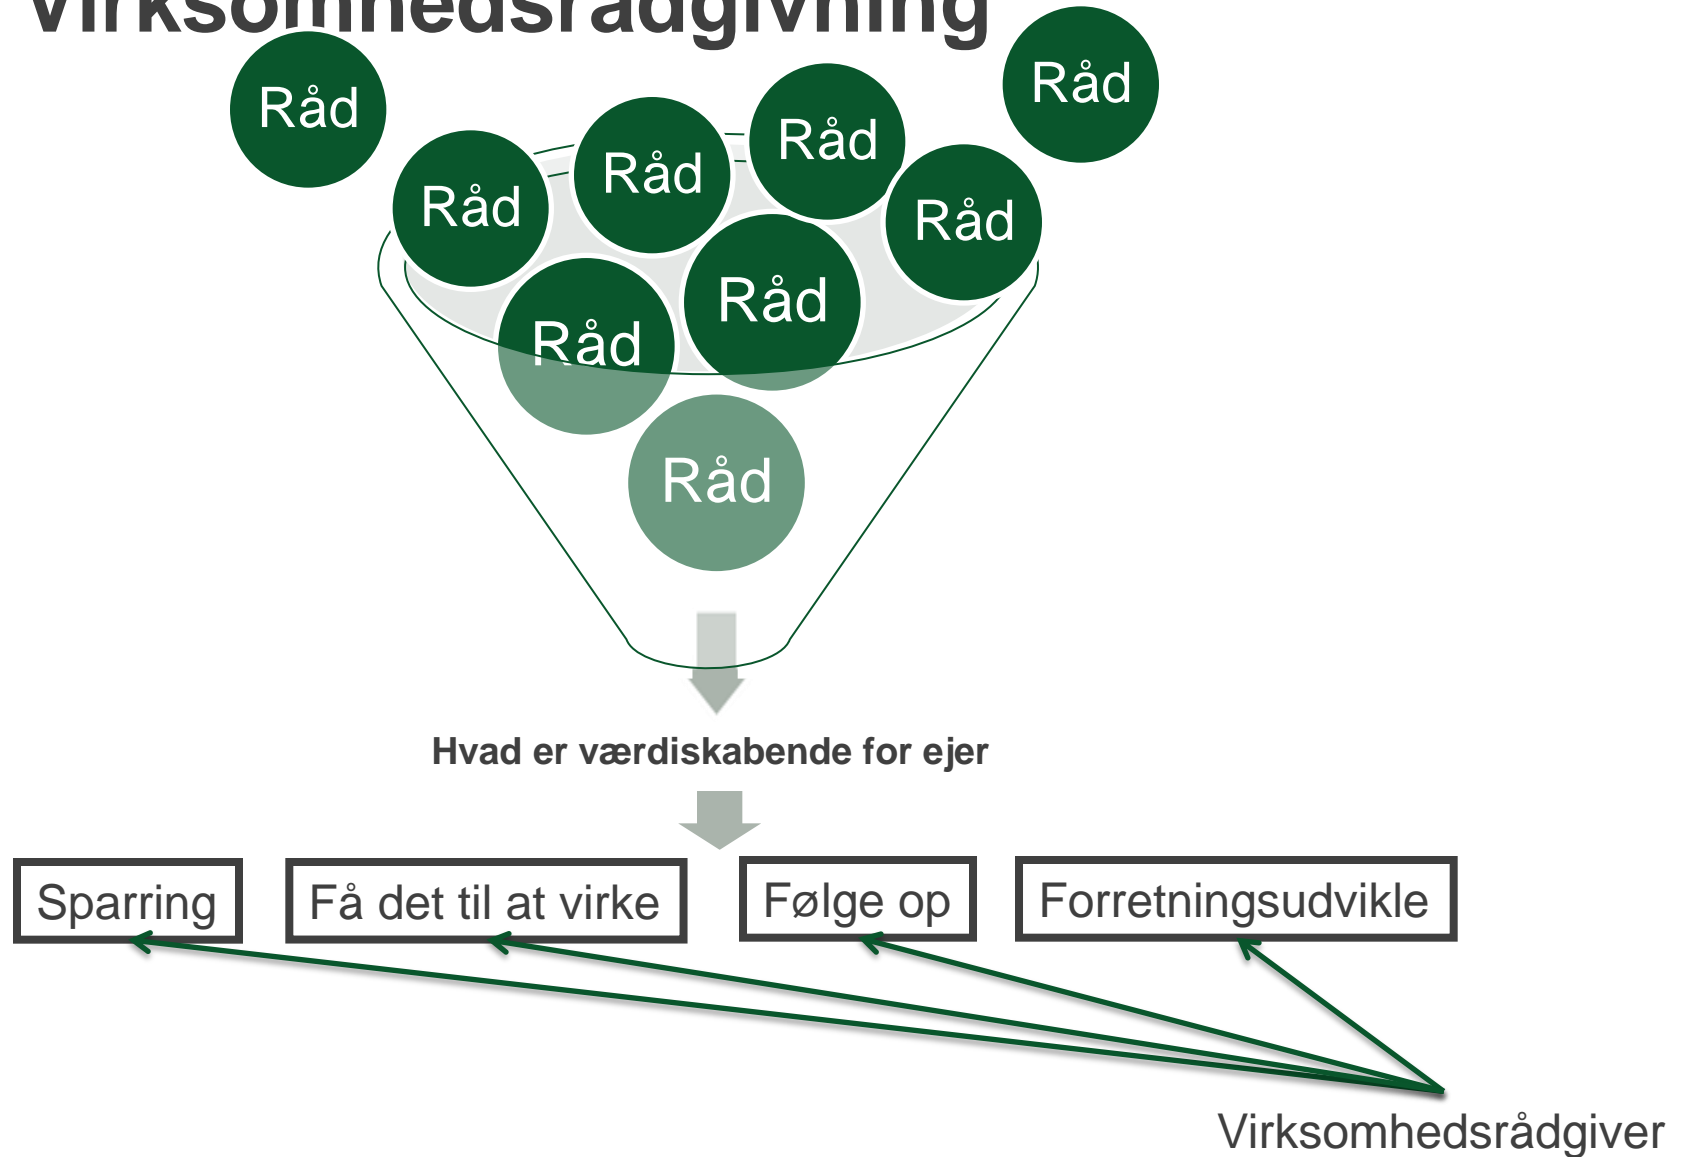 Virksomhedsrådgivning
Råd
Råd
Råd
Råd
Råd
Råd
Råd
Råd
Råd
Hvad er værdiskabende for ejer
Sparring
Få det til at virke
Følge op
Forretningsudvikle
Virksomhedsrådgiver